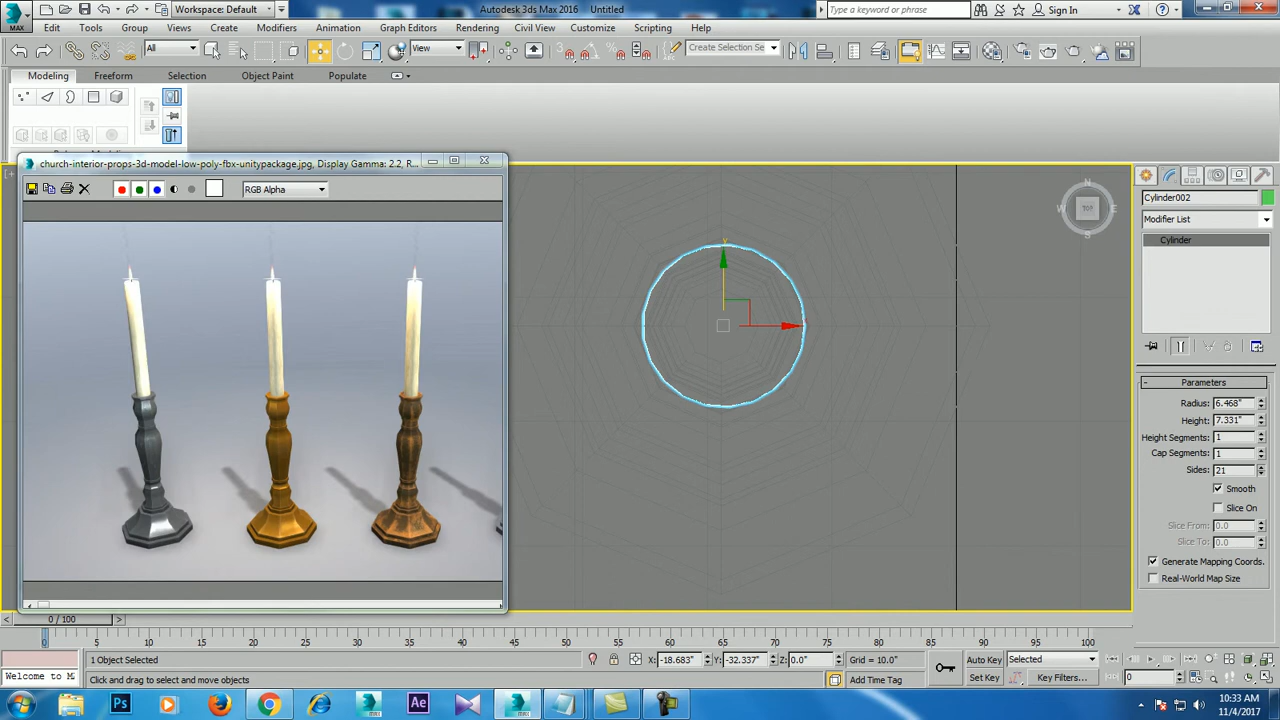 MAX
Workspace: Default
Autodesk 3ds Max 2016 Untitled
Type a keyword or phrase
Sign In
Edit Tools Group Views Create Modifiers Animation Graph Editors Rendering Civil View Customize Scripting Help
All
View
Create Selection Se
Modeling Freeform Selection Object Paint Populate
church-interior-props-3d-model-low-poly-fbx-unitypackage.jpg, Display Gamma: 2.2, R...
RGB Alpha
[+]
y
N
W TOP E
S
Cylinder002
Modifier List
Cylinder
- Parameters
Radius: 6.468"
Height: 7.331"
Height Segments: 1
Cap Segments: 1
Sides: 21
Smooth
Slice On
Slice From: 0.0
Slice To: 0.0
Generate Mapping Coords.
Real-World Map Size
0 / 100
0 5 10 15 20 25 30 35 40 45 50 55 60 65 70 75 80 85 90 95 100
1 Object Selected
X: -18.683" Y: -32.337" Z: 0.0" Grid = 10.0"
Auto Key Selected
Welcome to M
Click and drag to select and move objects
Add Time Tag
Set Key Key Filters...
0
Ps
Ae
MAX
MAX
10:33 AM
11/4/2017